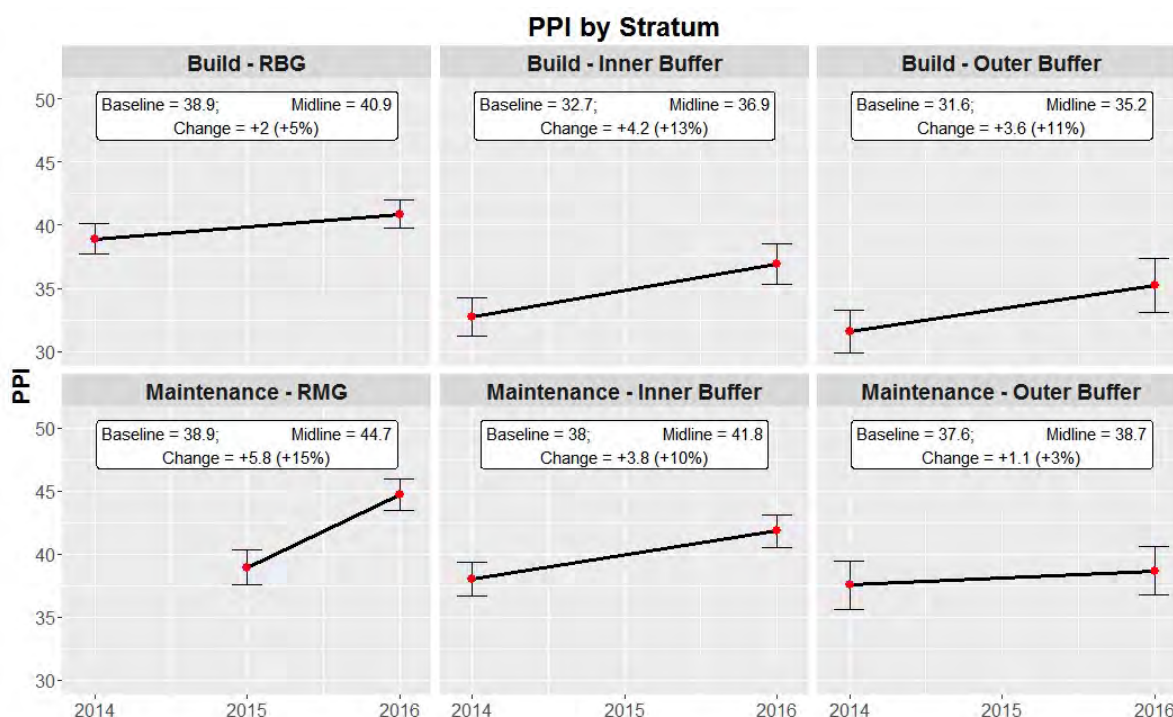 PPI by Stratum
Build - RBG
Build - Inner Buffer
Build - Outer Buffer
Baseline = 38.9; Midline = 40.9
Change = +2 (+5%)
Baseline = 32.7; Midline = 36.9
Change = +4.2 (+13%)
Baseline = 31.6; Midline = 35.2
Change = +3.6 (+11%)
50
45
40
35
30
PPI
Maintenance - RMG
Maintenance - Inner Buffer
Maintenance - Outer Buffer
Baseline = 38.9; Midline = 44.7
Change = +5.8 (+15%)
Baseline = 38; Midline = 41.8
Change = +3.8 (+10%)
Baseline = 37.6; Midline = 38.7
Change = +1.1 (+3%)
50
45
40
35
30
2014 2015 2016
2014 2015 2016
2014 2015 2016